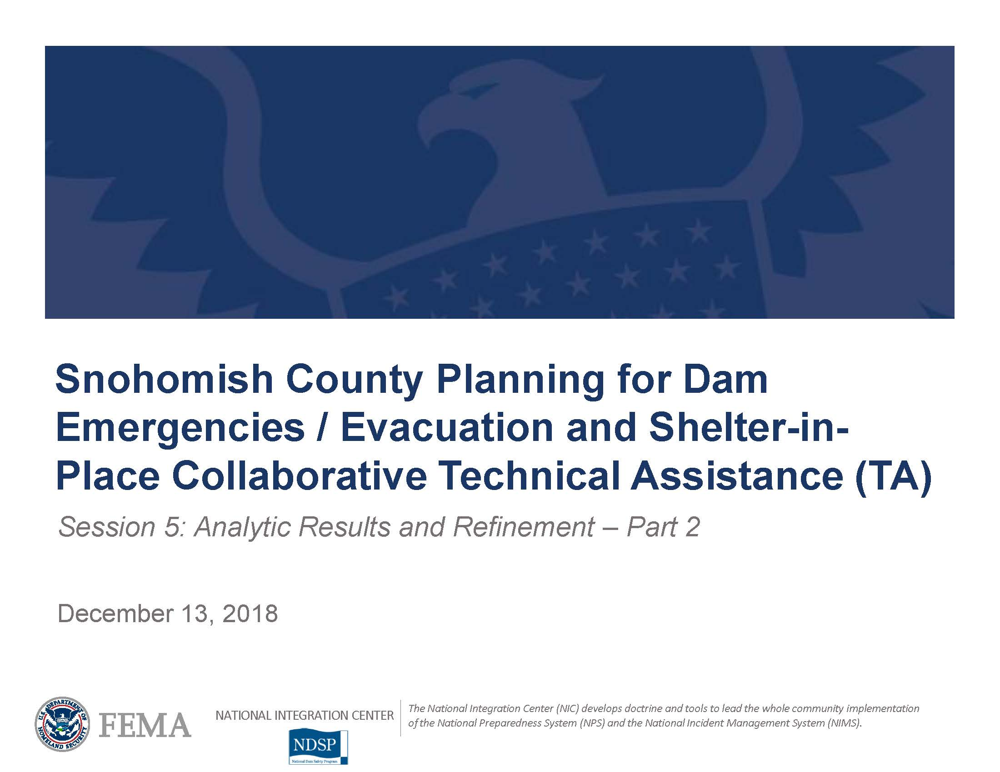 Snohomish County Planning for Dam
Emergencies / Evacuation and Shelter-in-
Place Collaborative Technical Assistance (TA)
Session 5: Analytic Results and Refinement – Part 2
December 13, 2018
U.S. DEPARTMENT OF HOMELAND SECURITY
FEMA
NATIONAL INTEGRATION CENTER
NDSP
National Dam Safety Program
The National Integration Center (NIC) develops doctrine and tools to lead the whole community implementation
of the National Preparedness System (NPS) and the National Incident Management System (NIMS).